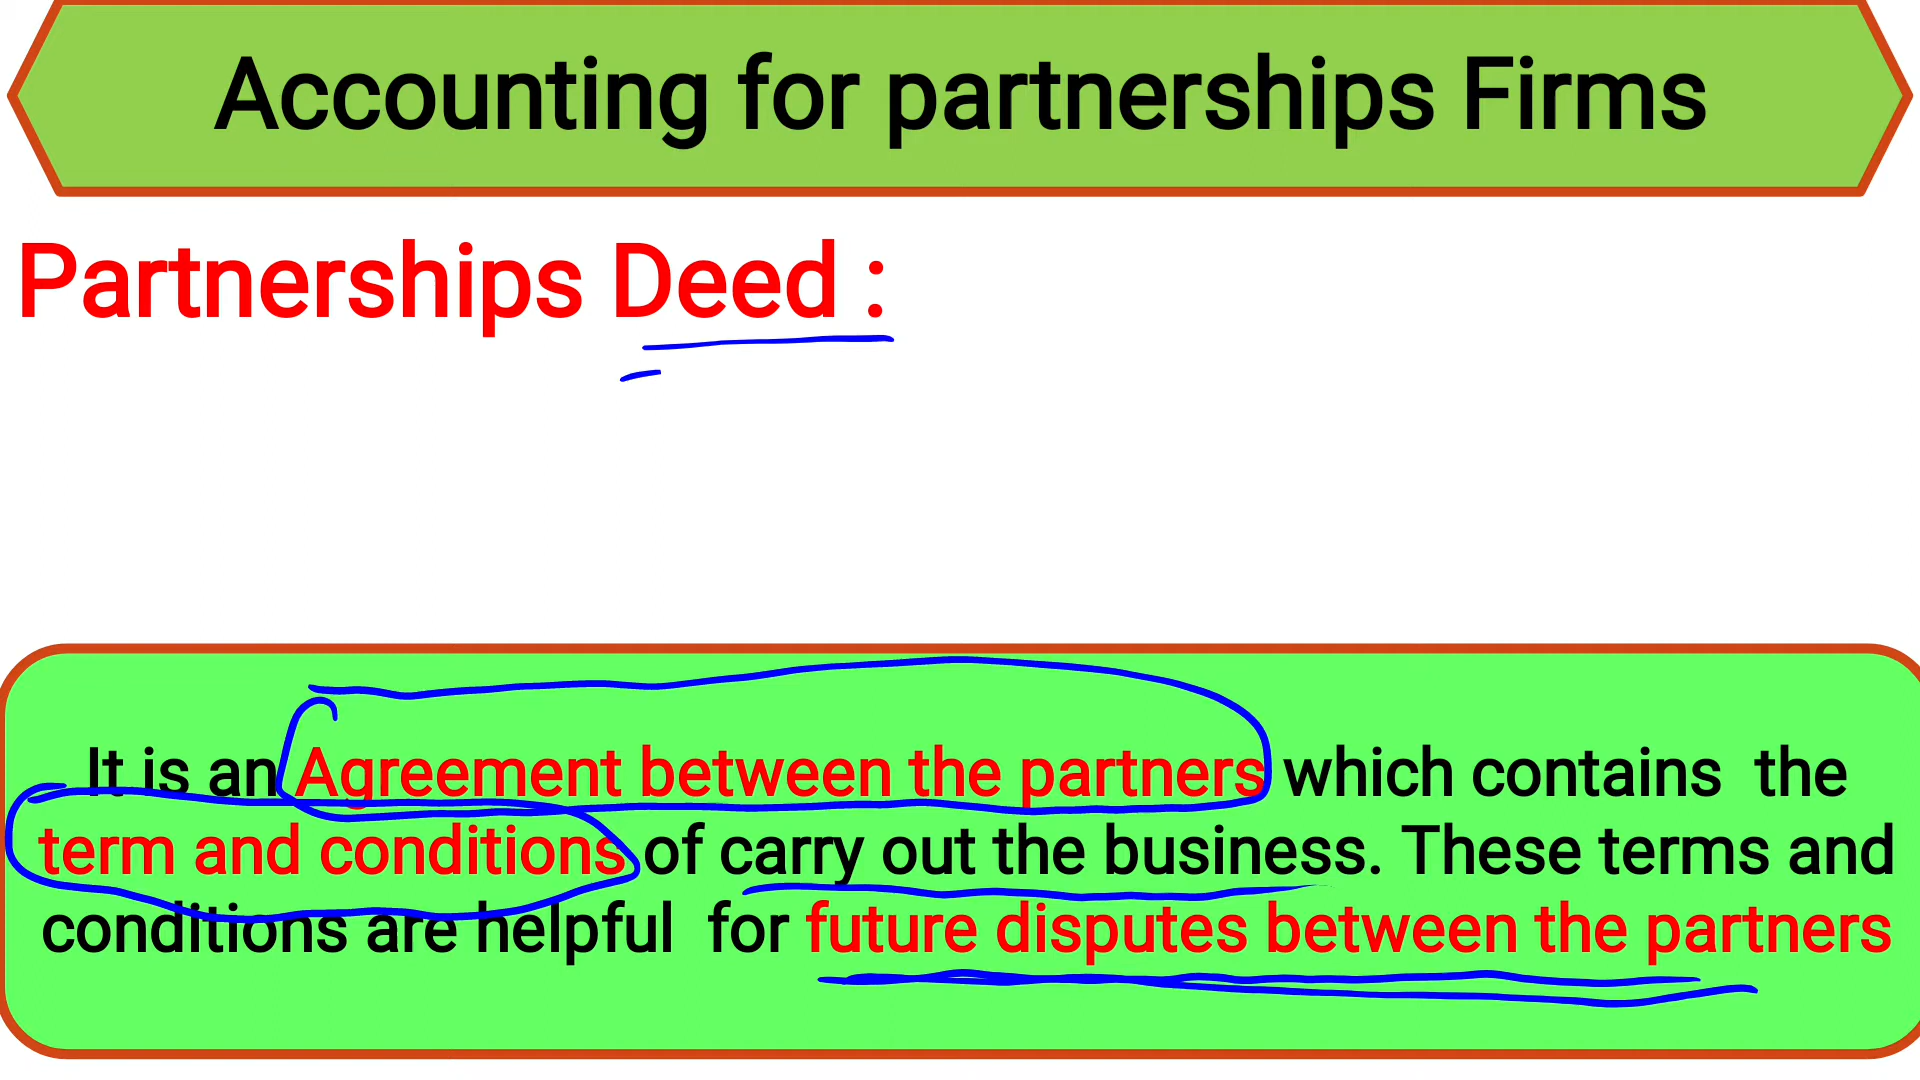 Accounting for partnerships Firms
Partnerships Deed :
It is an Agreement between the partners which contains the
term and conditions of carry out the business. These terms and
conditions are helpful for future disputes between the partners